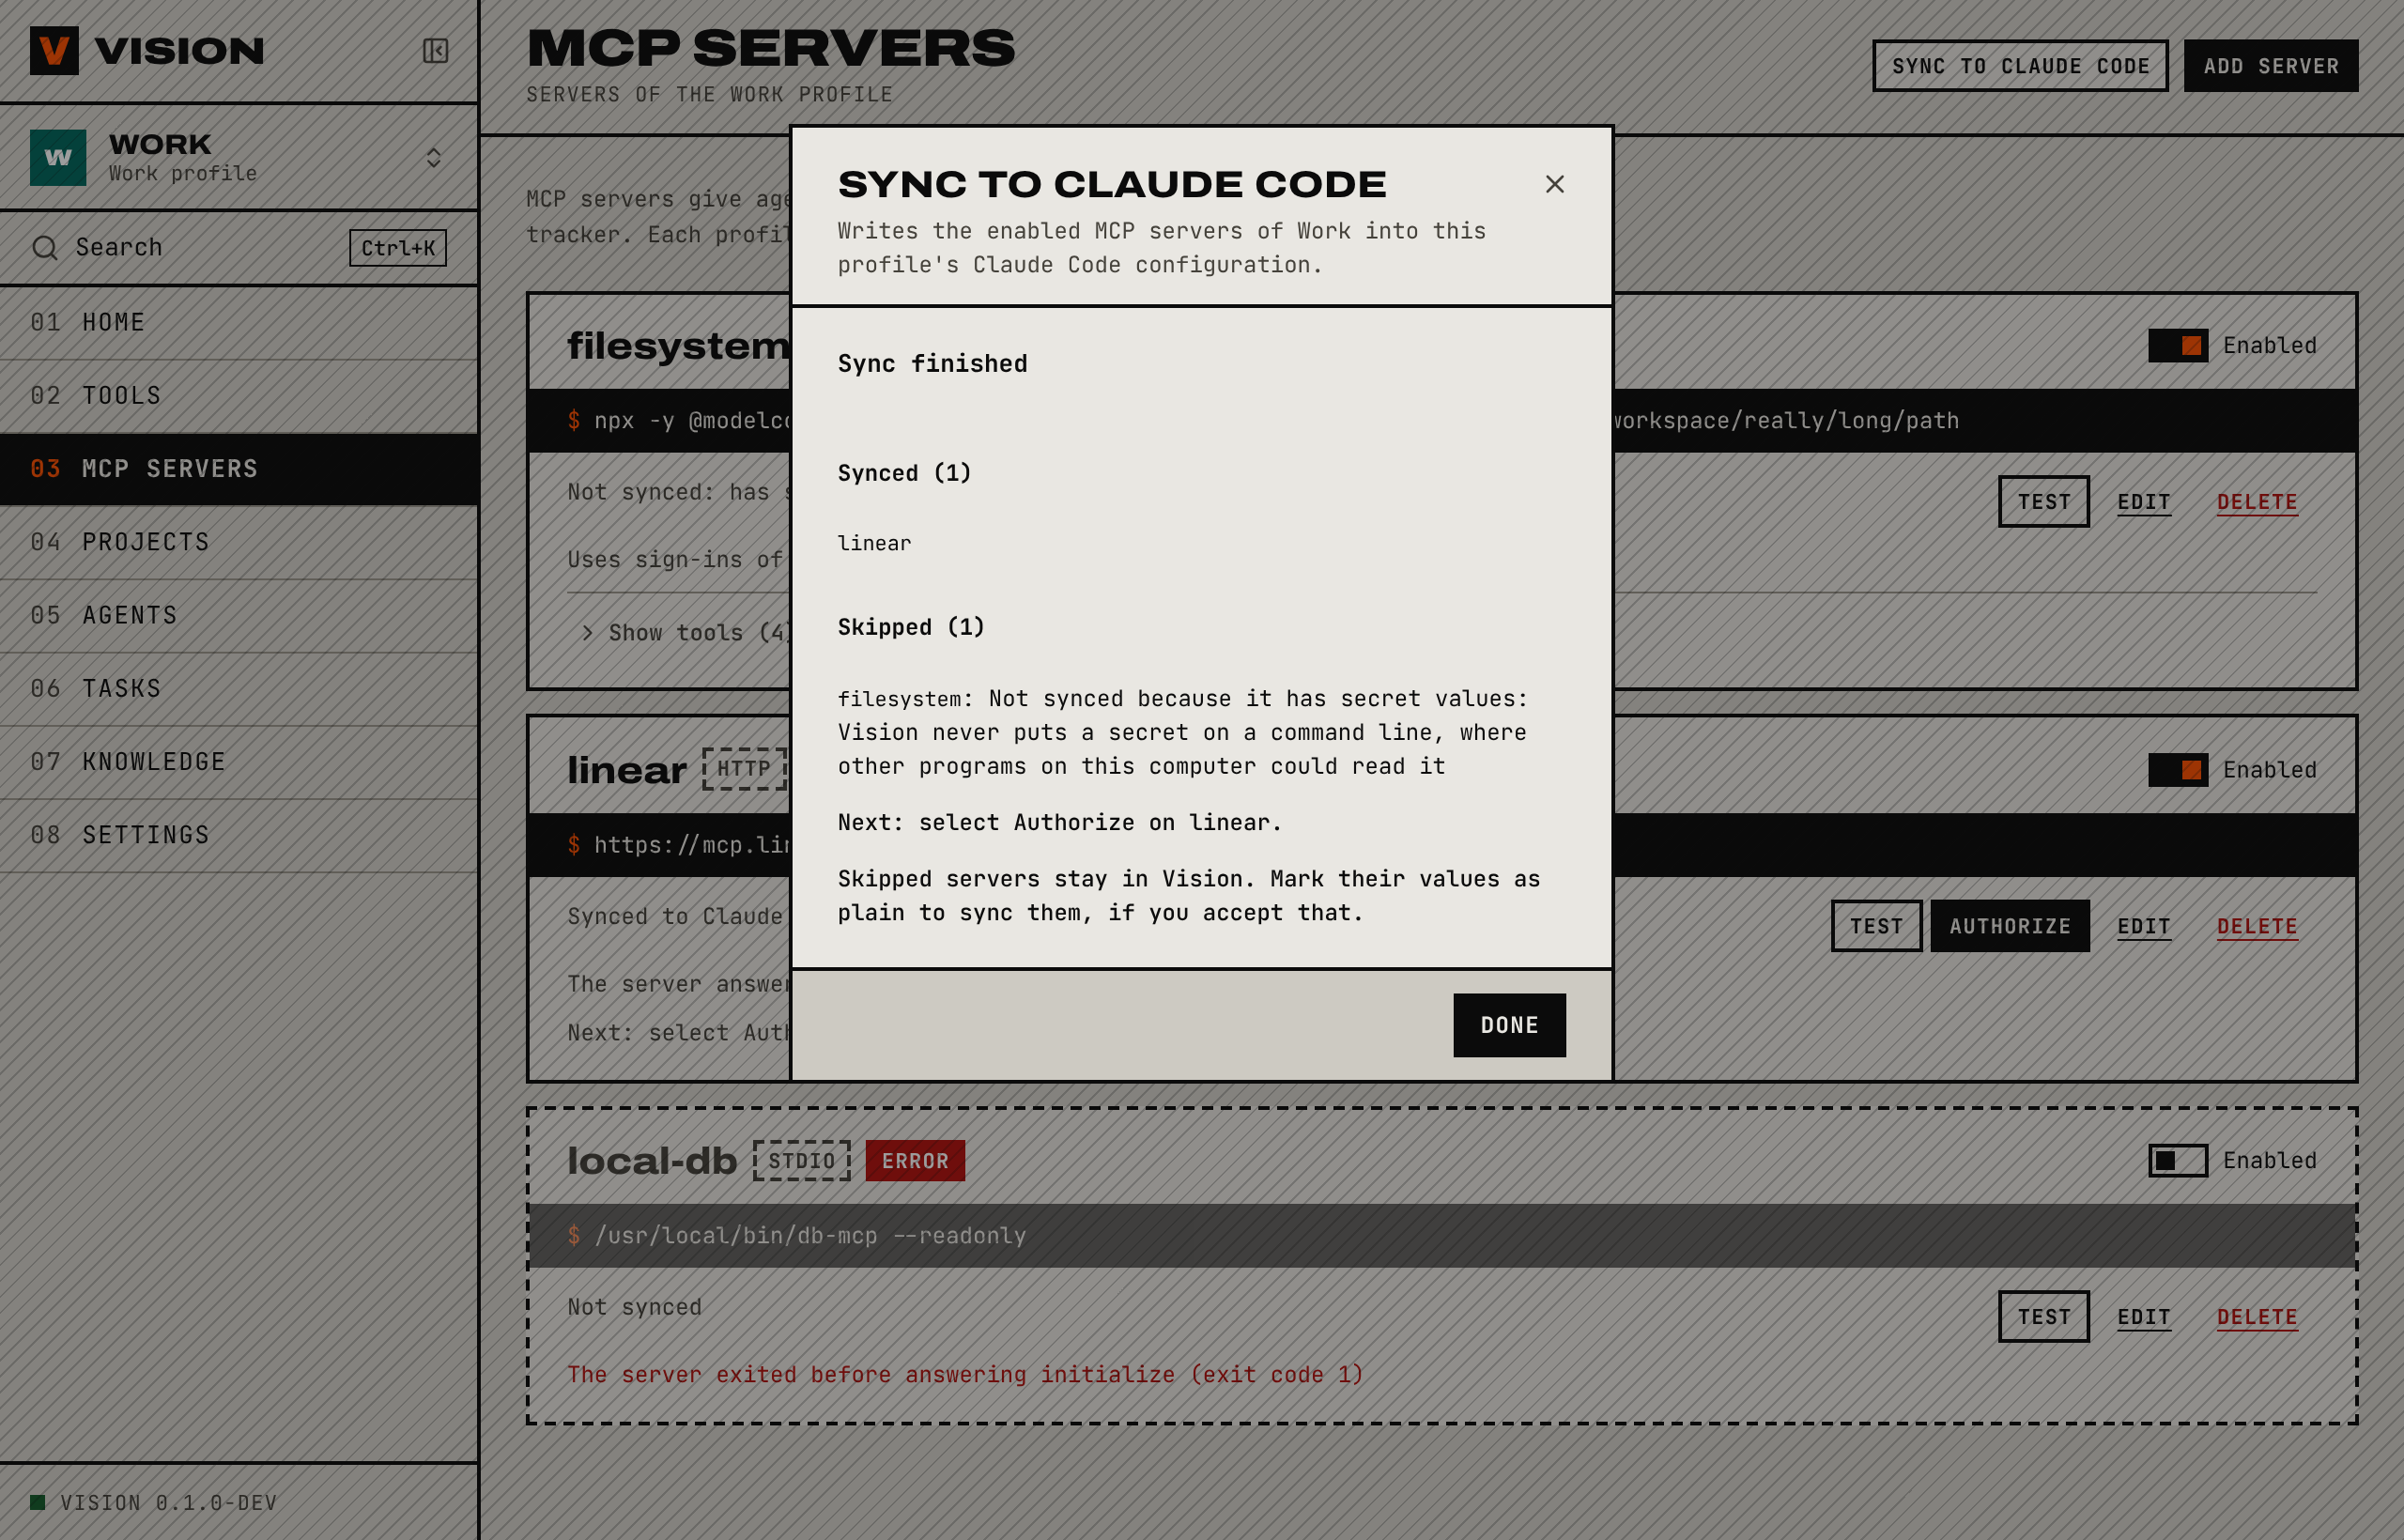 V VISION
W WORK
Work profile
Search Ctrl+K
01 HOME
02 TOOLS
03 MCP SERVERS
04 PROJECTS
05 AGENTS
06 TASKS
07 KNOWLEDGE
08 SETTINGS
VISION 0.1.0-DEV
MCP SERVERS
SERVERS OF THE WORK PROFILE
SYNC TO CLAUDE CODE
ADD SERVER
MCP servers give
tracker. Each
filesystem
Enabled
$ npx -y
workspace/really/long/path
Not synced: has
TEST EDIT DELETE
Uses sign-ins of
Show tools (4)
linear HTTP
Enabled
$
Synced to Claude
TEST AUTHORIZE EDIT DELETE
The server
Next: select
local-db STDIO ERROR
Enabled
$ /usr/local/bin/db-mcp --readonly
Not synced
TEST EDIT DELETE
The server exited before answering initialize (exit code 1)
SYNC TO CLAUDE CODE
Writes the enabled MCP servers of Work into this
profile's Claude Code configuration.
Sync finished
Synced (1)
linear
Skipped (1)
filesystem: Not synced because it has secret values:
Vision never puts a secret on a command line, where
other programs on this computer could read it
Next: select Authorize on linear.
Skipped servers stay in Vision. Mark their values as
plain to sync them, if you accept that.
DONE